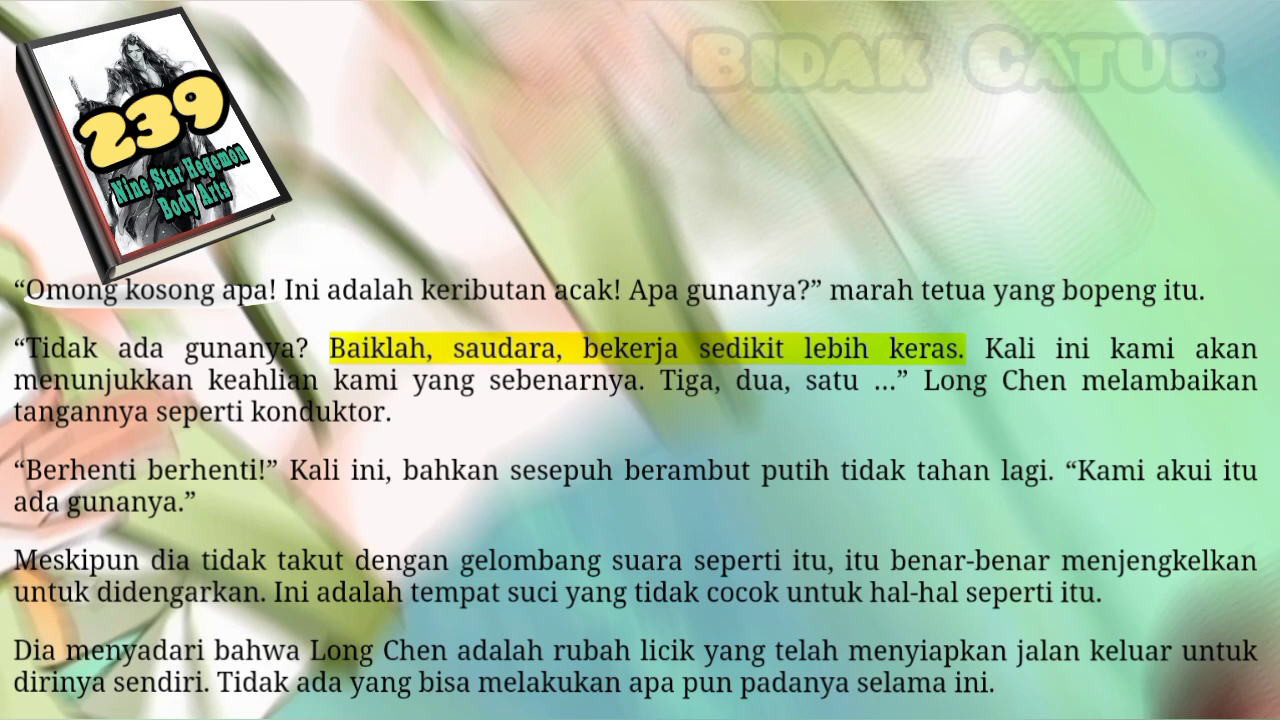 BIDAK CATUR
239
Nine Star Hegemon
Body Arts
“Omong kosong apa! Ini adalah keributan acak! Apa gunanya?” marah tetua yang bopeng itu.
“Tidak ada gunanya? Baiklah, saudara, bekerja sedikit lebih keras. Kali ini kami akan
menunjukkan keahlian kami yang sebenarnya. Tiga, dua, satu …” Long Chen melambaikan
tangannya seperti konduktor.
“Berhenti berhenti!” Kali ini, bahkan sesepuh berambut putih tidak tahan lagi. “Kami akui itu
ada gunanya.”
Meskipun dia tidak takut dengan gelombang suara seperti itu, itu benar-benar menjengkelkan
untuk didengarkan. Ini adalah tempat suci yang tidak cocok untuk hal-hal seperti itu.
Dia menyadari bahwa Long Chen adalah rubah licik yang telah menyiapkan jalan keluar untuk
dirinya sendiri. Tidak ada yang bisa melakukan apa pun padanya selama ini.